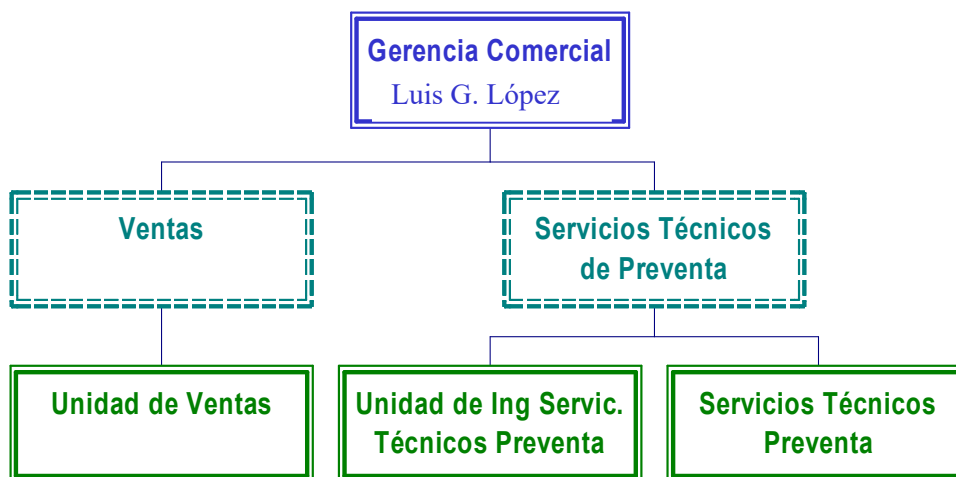 Gerencia Comercial
Luis G. López
Ventas
Servicios Técnicos
de Preventa
Unidad de Ventas
Unidad de Ing Servic.
Técnicos Preventa
Servicios Técnicos
Preventa